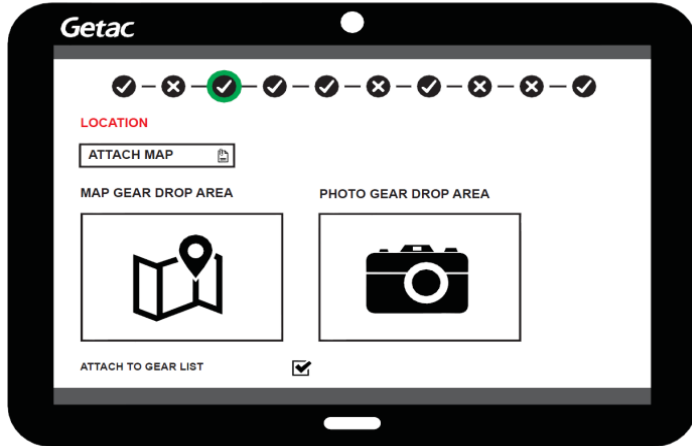 Getac
LOCATION
ATTACH MAP
MAP GEAR DROP AREA
PHOTO GEAR DROP AREA
ATTACH TO GEAR LIST